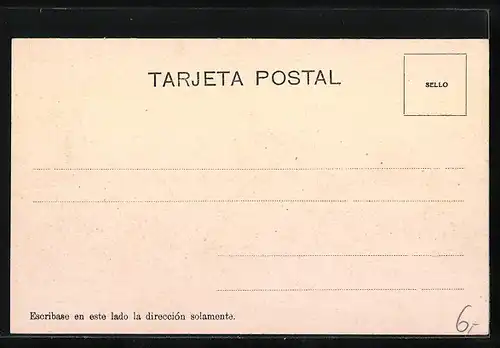 TARJETA POSTAL
SELLO
Escríbase en este lado la dirección solamente.
6,-